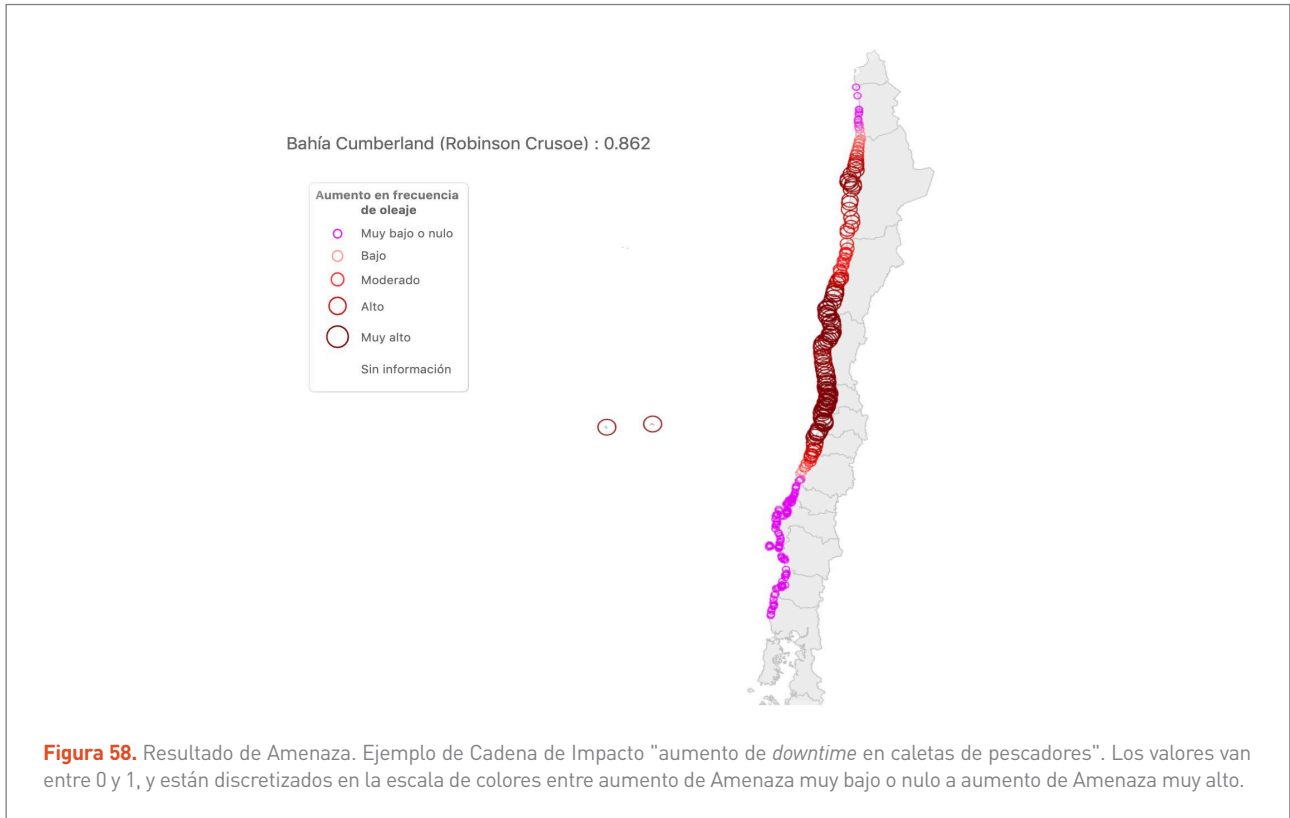 Bahía Cumberland (Robinson Crusoe) : 0.862
Aumento en frecuencia
de oleaje
Muy bajo o nulo
Bajo
Moderado
Alto
Muy alto
Sin información
Figura 58. Resultado de Amenaza. Ejemplo de Cadena de Impacto "aumento de downtime en caletas de pescadores". Los valores van
entre 0 y 1, y están discretizados en la escala de colores entre aumento de Amenaza muy bajo o nulo a aumento de Amenaza muy alto.